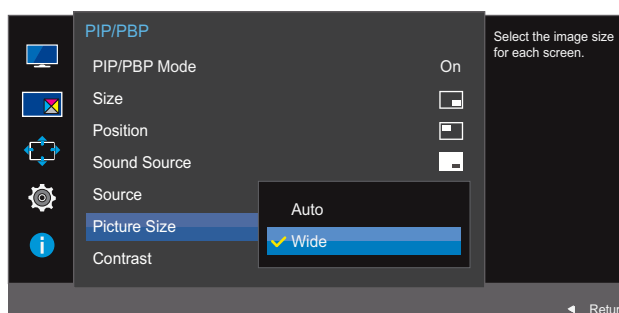 PIP/PBP
PIP/PBP Mode On
Size
Position
Sound Source
Source
Picture Size
Contrast
Auto
Wide
Select the image size
for each screen.